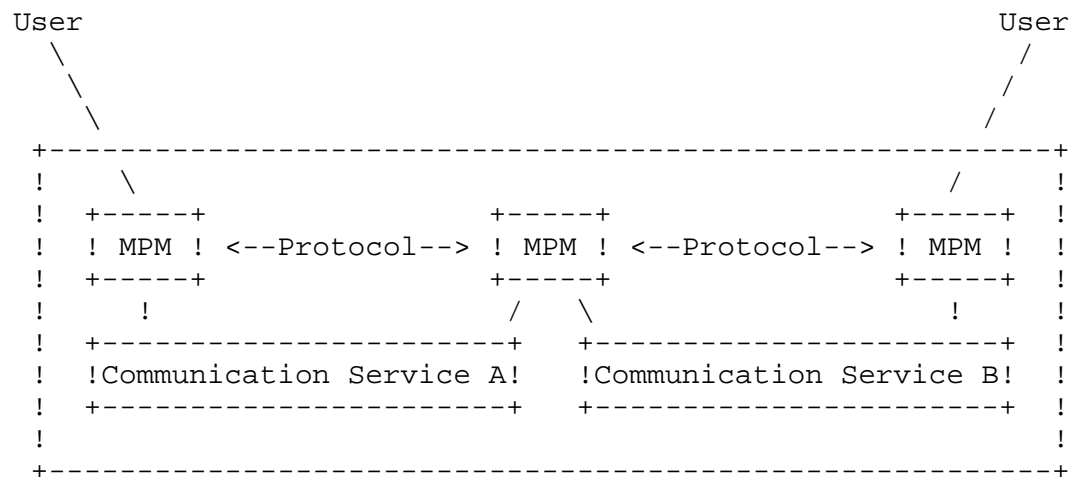 User                                                  User
! MPM ! <--Protocol--> ! MPM ! <--Protocol--> ! MPM !
!Communication Service A!   !Communication Service B!